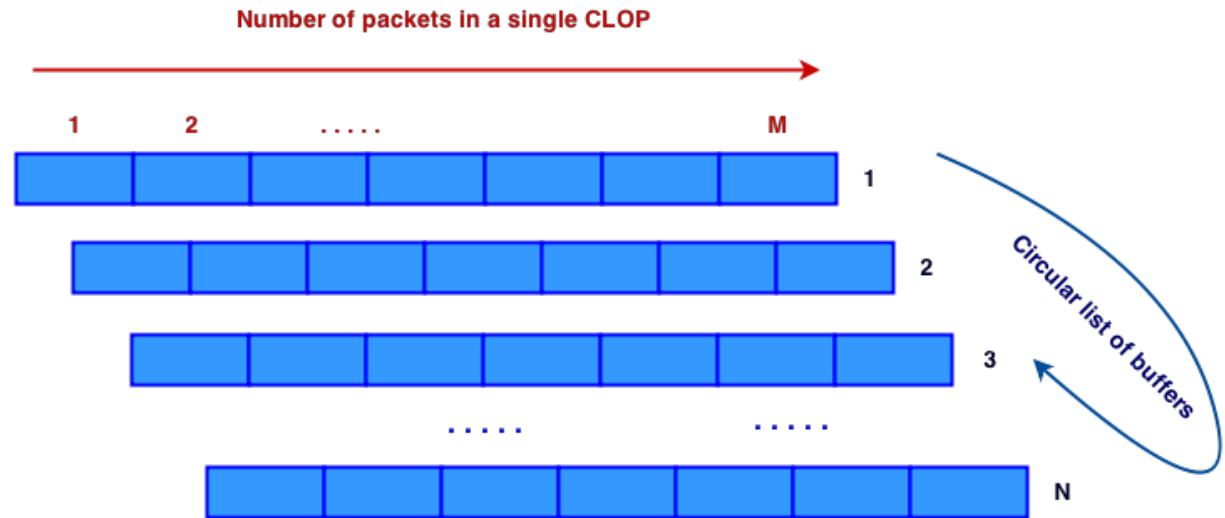 Number of packets in a single CLOP
1 2 ..... M
1
2
Circular list of buffers
3
..... .....
N